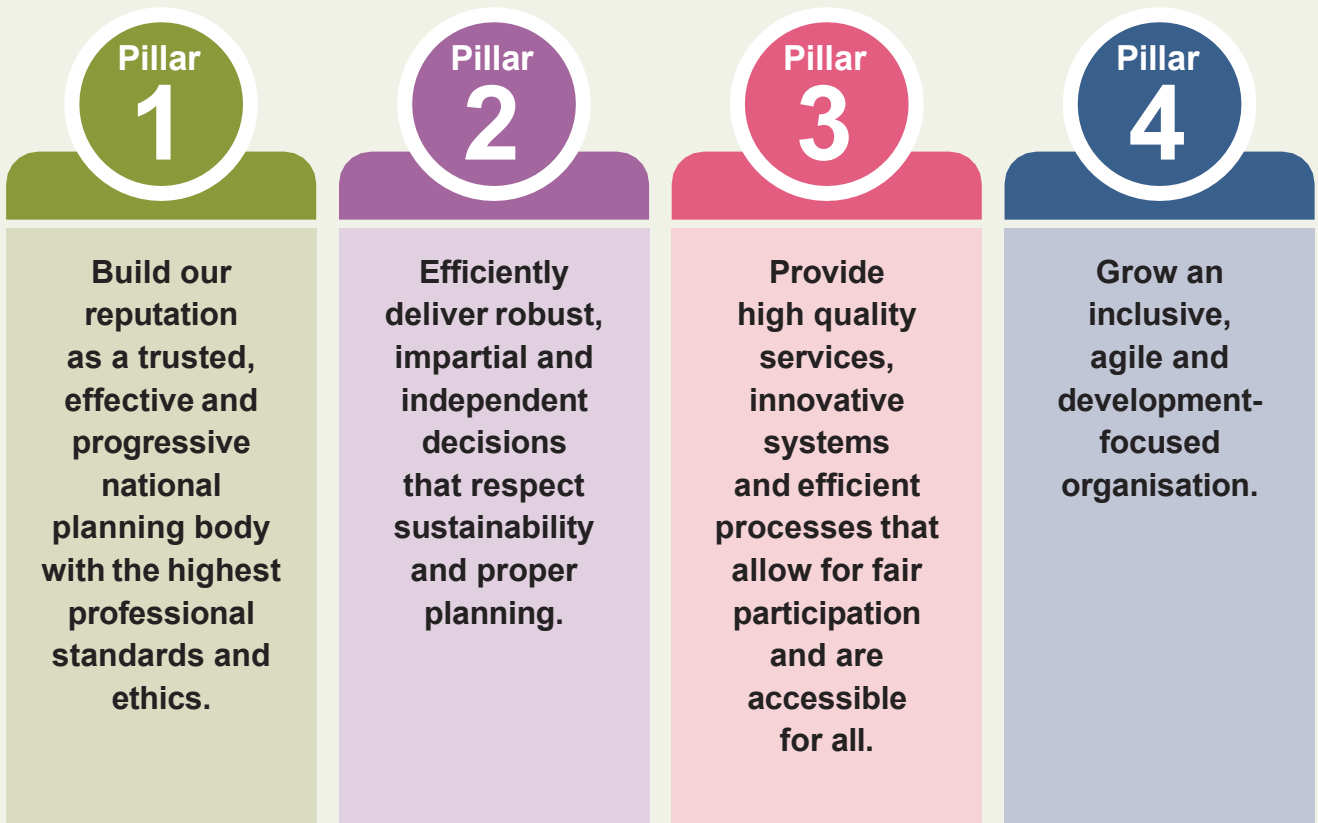 Pillar
1
Build our
reputation
as a trusted,
effective and
progressive
national
planning body
with the highest
professional
standards and
ethics.
Pillar
2
Efficiently
deliver robust,
impartial and
independent
decisions
that respect
sustainability
and proper
planning.
Pillar
3
Provide
high quality
services,
innovative
systems
and efficient
processes that
allow for fair
participation
and are
accessible
for all.
Pillar
4
Grow an
inclusive,
agile and
development-
focused
organisation.